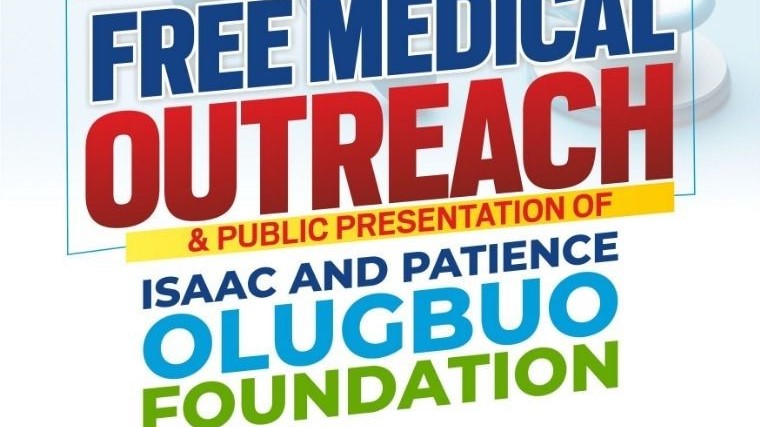 FREE MEDICAL
OUTREACH
& PUBLIC PRESENTATION OF
ISAAC AND PATIENCE
OLUGBUO
FOUNDATION